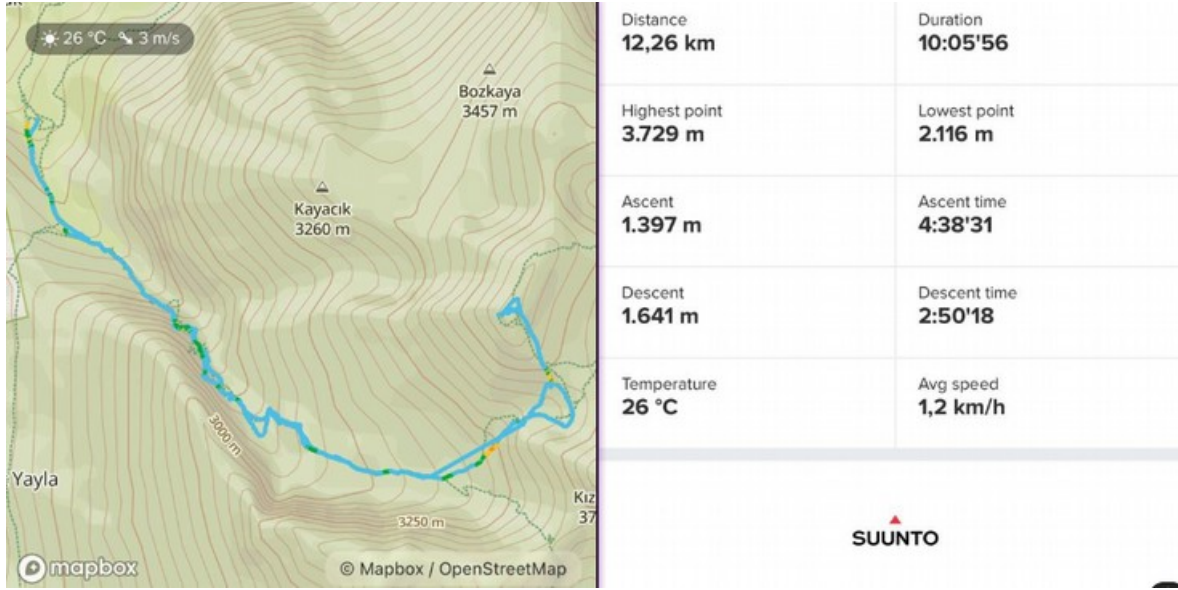 26 °C 3 m/s
Bozkaya
3457 m
Kayacık
3260 m
3000 m
Yayla
3250 m
Kız
37
mapbox
© Mapbox / OpenStreetMap
Distance
12,26 km
Duration
10:05'56
Highest point
3.729 m
Lowest point
2.116 m
Ascent
1.397 m
Ascent time
4:38'31
Descent
1.641 m
Descent time
2:50'18
Temperature
26 °C
Avg speed
1,2 km/h
SUUNTO